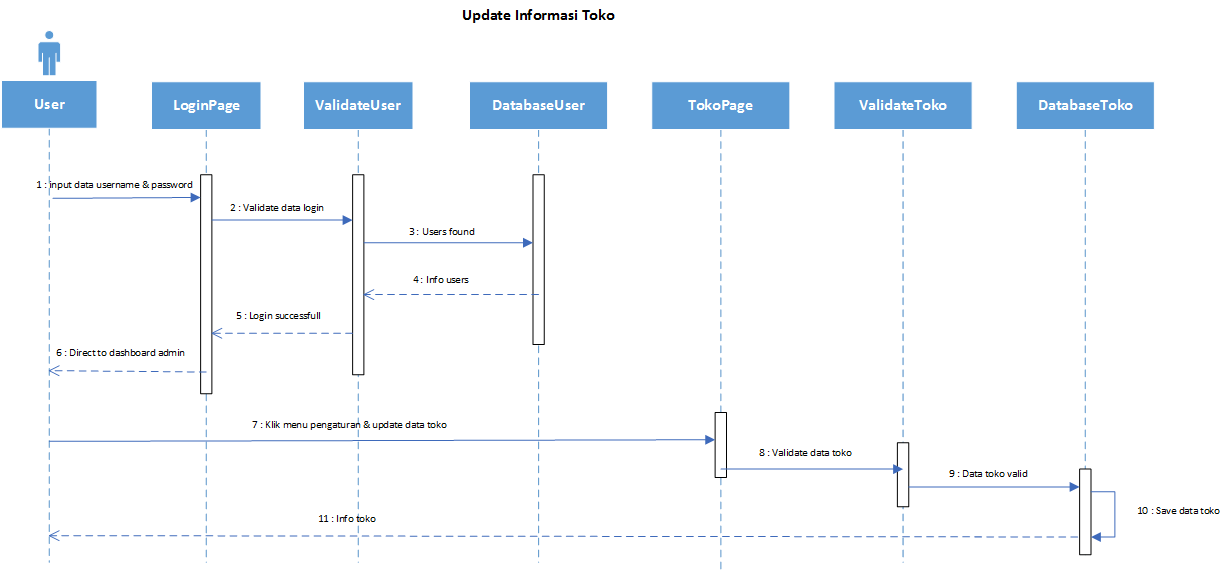 Update Informasi Toko
User
LoginPage
ValidateUser
DatabaseUser
TokoPage
ValidateToko
DatabaseToko
1 : input data username & password
2 : Validate data login
3 : Users found
4 : Info users
5 : Login successfull
6 : Direct to dashboard admin
7 : Klik menu pengaturan & update data toko
8 : Validate data toko
9 : Data toko valid
10 : Save data toko
11 : Info toko